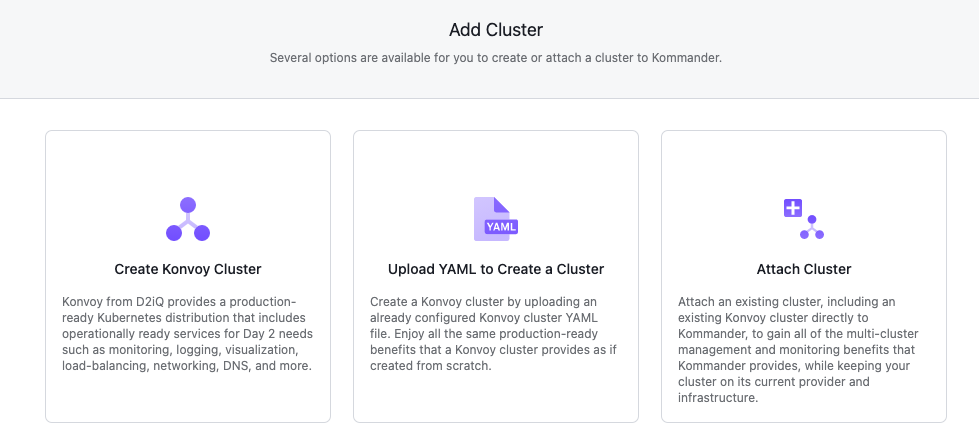 Add Cluster
Several options are available for you to create or attach a cluster to Kommander.
Create Konvoy Cluster
Konvoy from D2iQ provides a production-
ready Kubernetes distribution that includes
operationally ready services for Day 2 needs
such as monitoring, logging, visualization,
load-balancing, networking, DNS, and more.
YAML
Upload YAML to Create a Cluster
Create a Konvoy cluster by uploading an
already configured Konvoy cluster YAML
file. Enjoy all the same production-ready
benefits that a Konvoy cluster provides as if
created from scratch.
Attach Cluster
Attach an existing cluster, including an
existing Konvoy cluster directly to
Kommander, to gain all of the multi-cluster
management and monitoring benefits that
Kommander provides, while keeping your
cluster on its current provider and
infrastructure.